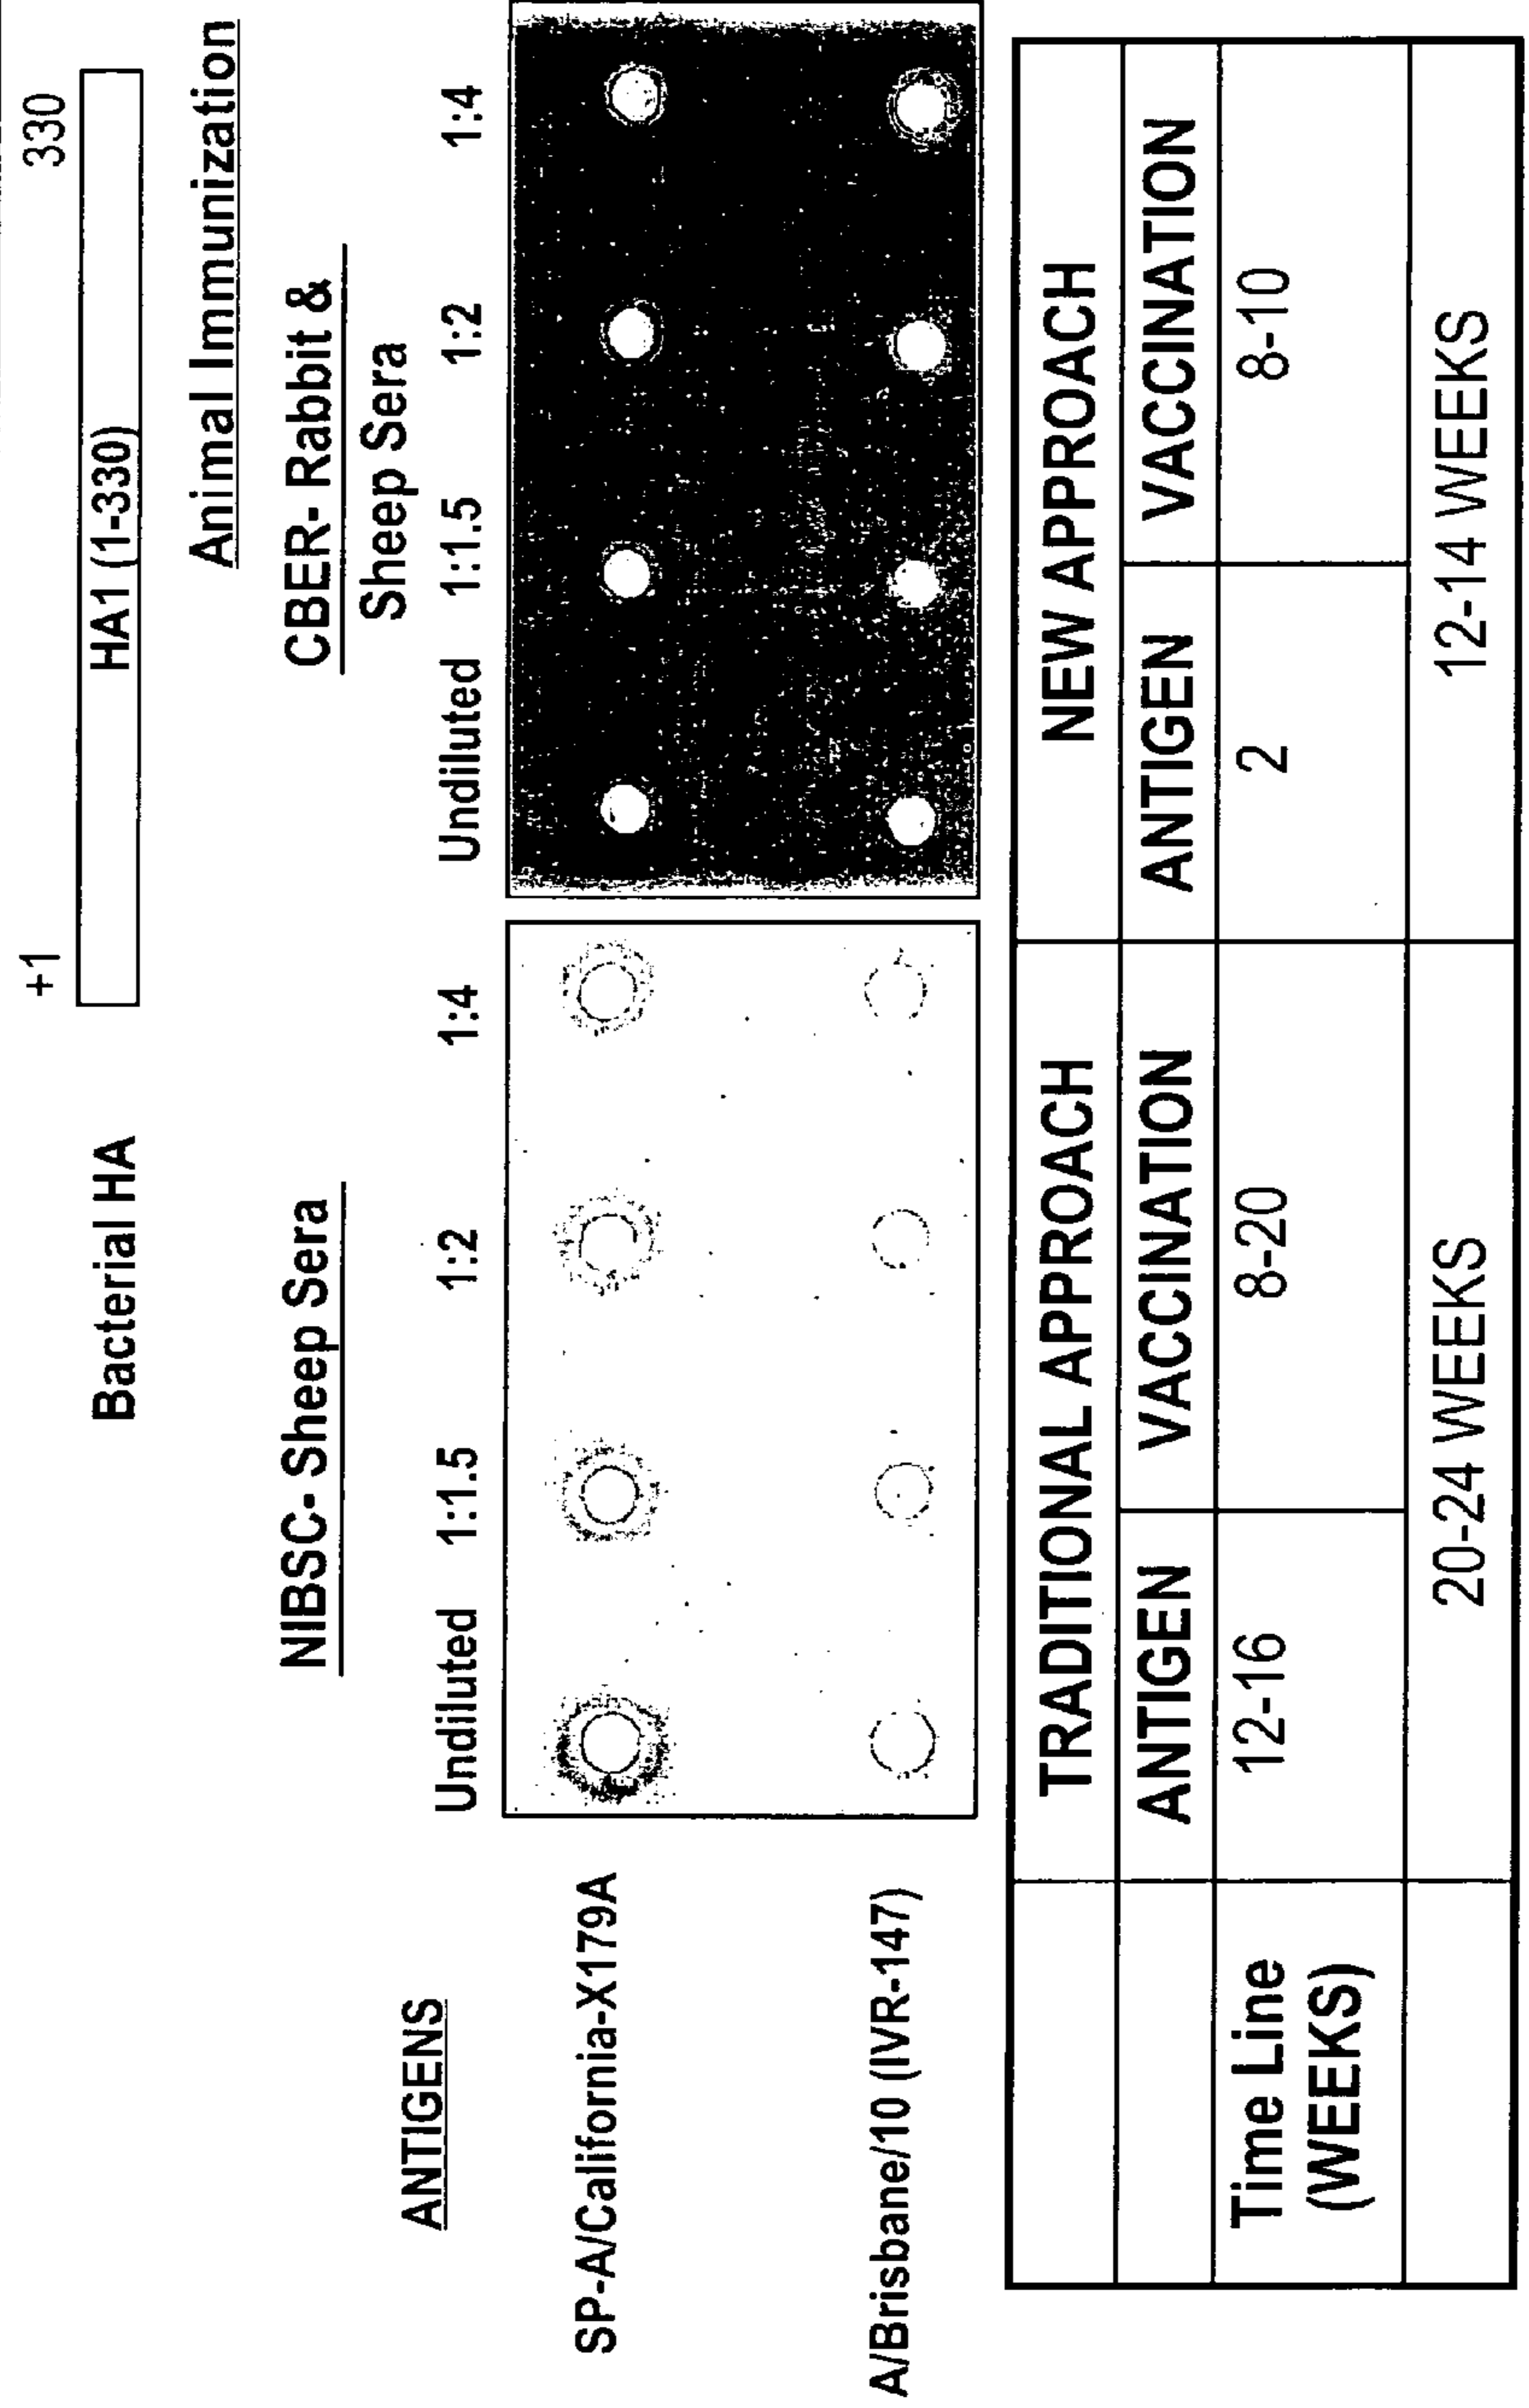 +1 330
Bacterial HA HA1 (1-330)
Animal Immunization
NIBSC- Sheep Sera CBER- Rabbit &
Sheep Sera
ANTIGENS
Undiluted 1:1.5 1:2 1:4 Undiluted 1:1.5 1:2 1:4
SP-A/California-X179A
A/Brisbane/10 (IVR-147)
TRADITIONAL APPROACH NEW APPROACH
ANTIGEN VACCINATION ANTIGEN VACCINATION
Time Line 12-16 8-20 2 8-10
(WEEKS)
20-24 WEEKS 12-14 WEEKS